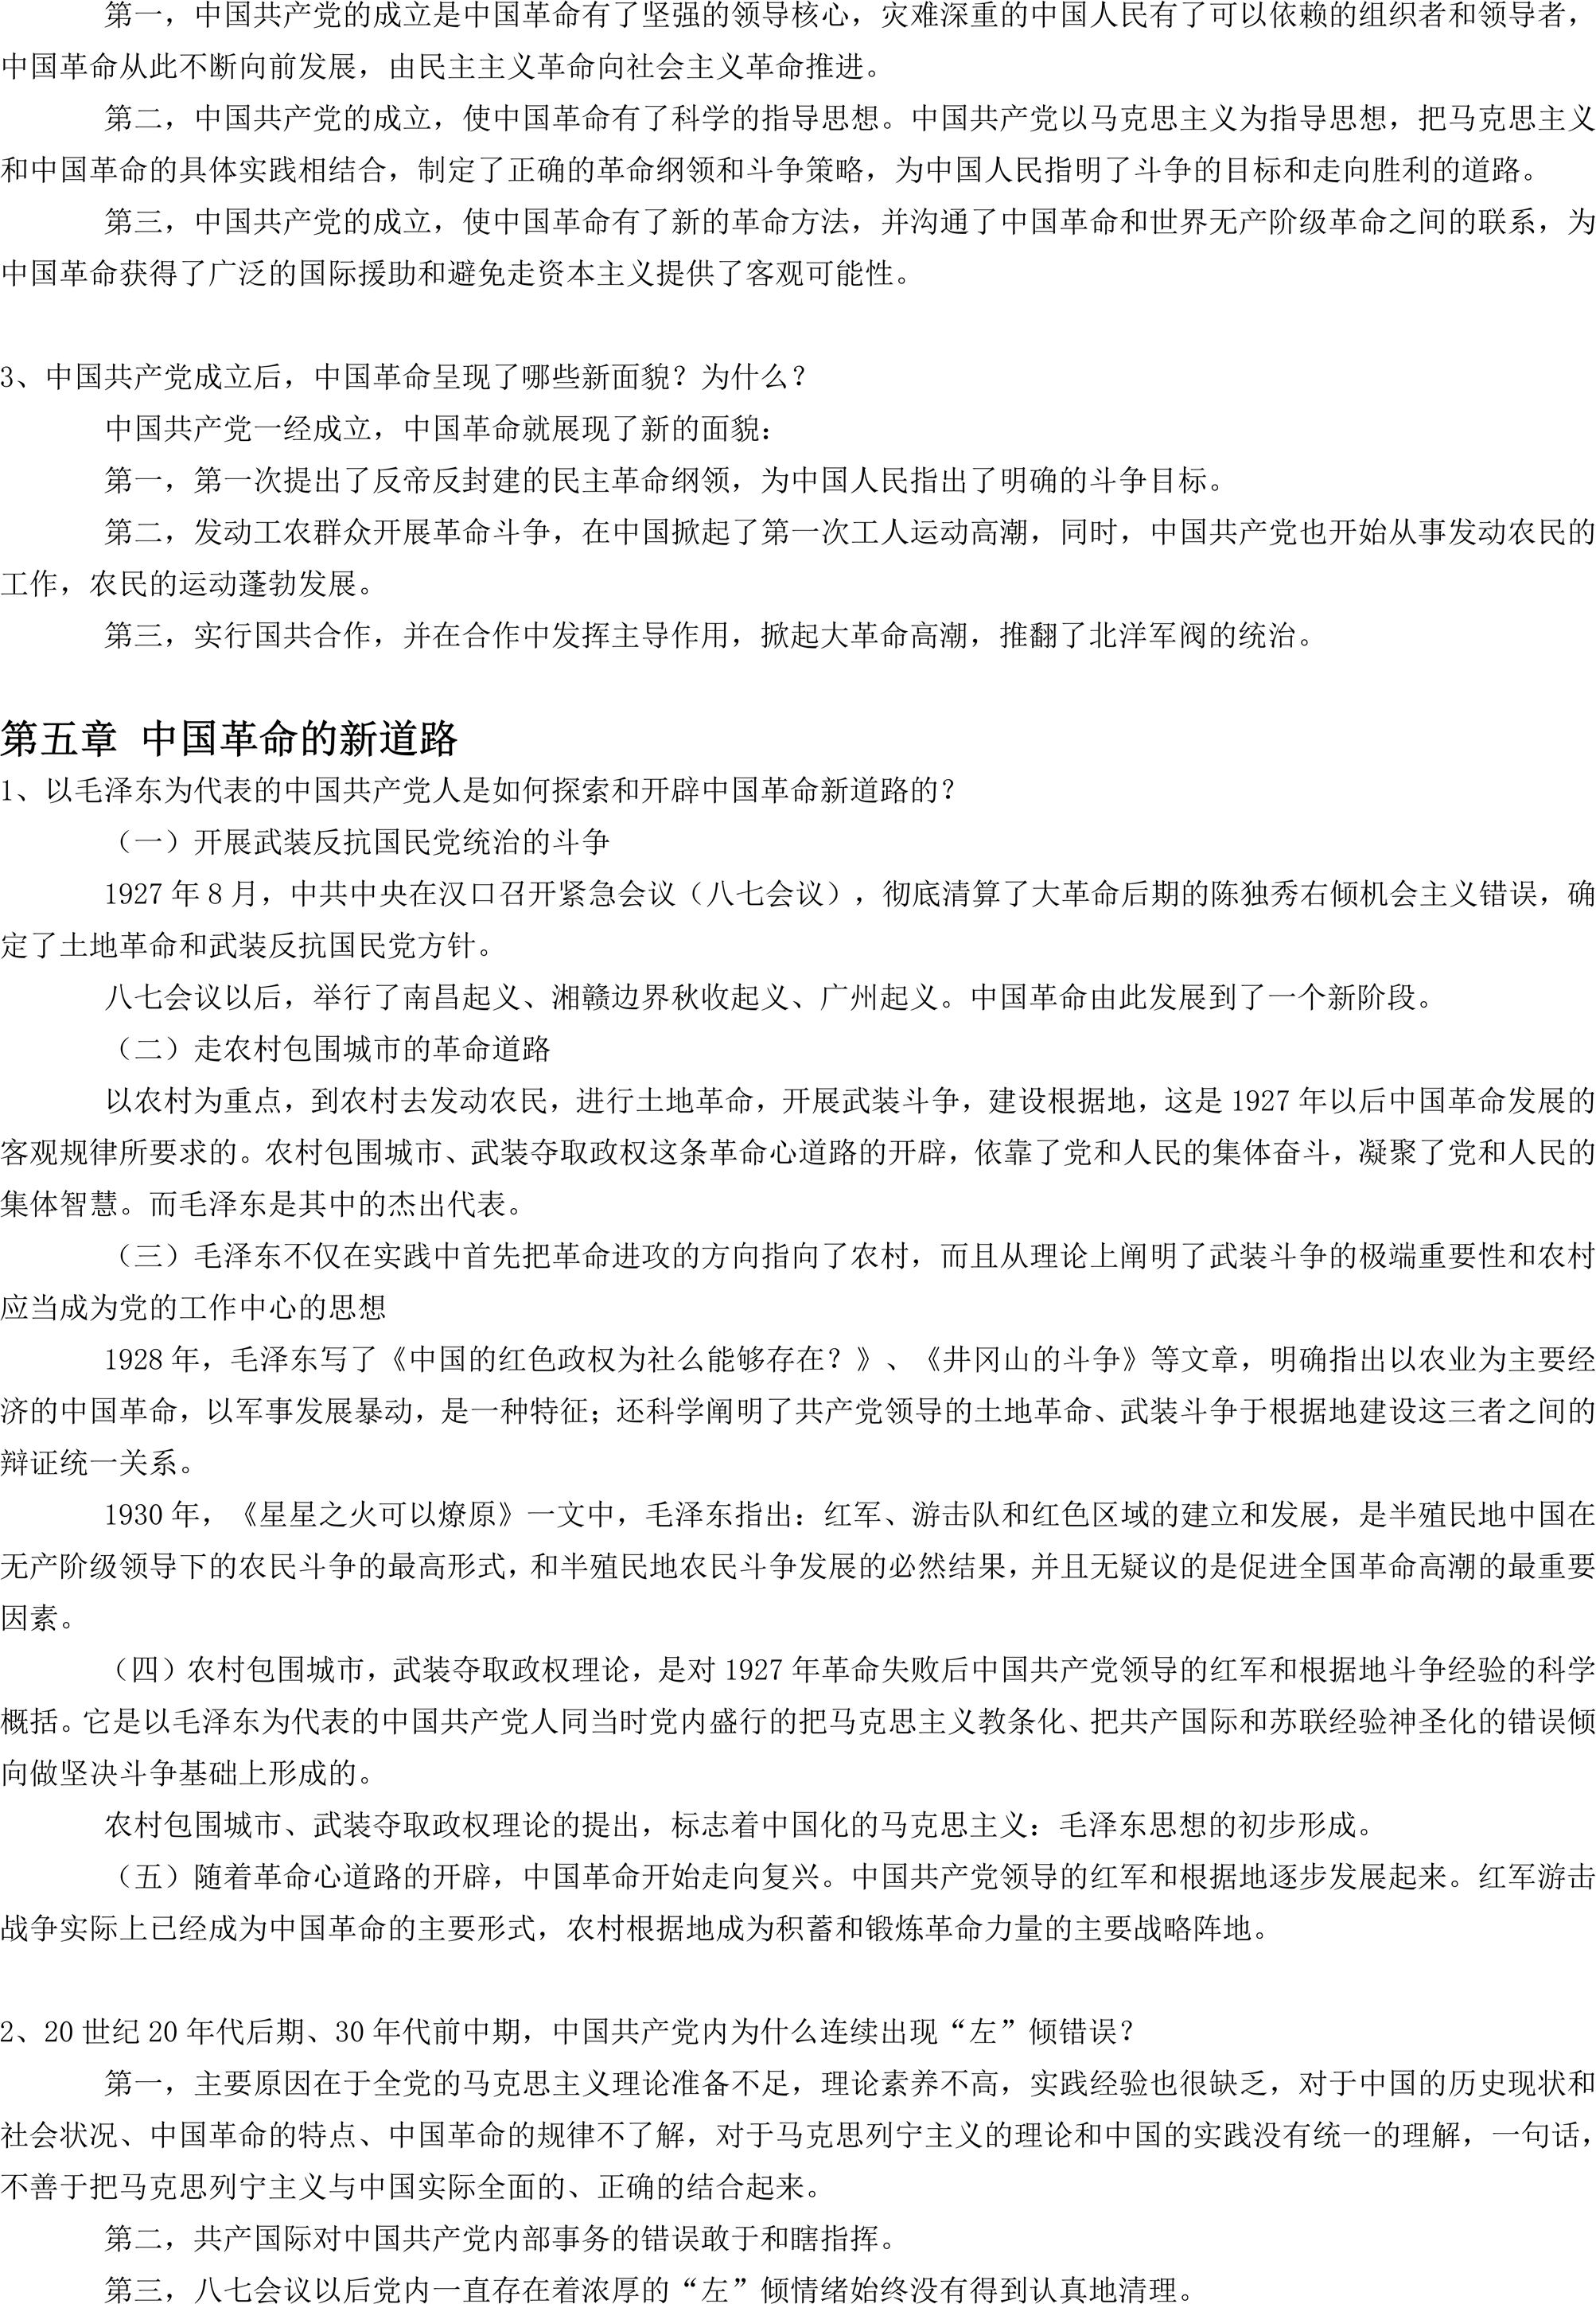 第一，中国共产党的成立是中国革命有了坚强的领导核心，灾难深重的中国人民有了可以依赖的组织者和领导者，
中国革命从此不断向前发展，由民主主义革命向社会主义革命推进。
第二，中国共产党的成立，使中国革命有了科学的指导思想。中国共产党以马克思主义为指导思想，把马克思主义
和中国革命的具体实践相结合，制定了正确的革命纲领和斗争策略，为中国人民指明了斗争的目标和走向胜利的道路。
第三，中国共产党的成立，使中国革命有了新的革命方法，并沟通了中国革命和世界无产阶级革命之间的联系，为
中国革命获得了广泛的国际援助和避免走资本主义提供了客观可能性。
3、中国共产党成立后，中国革命呈现了哪些新面貌？为什么？
中国共产党一经成立，中国革命就展现了新的面貌：
第一，第一次提出了反帝反封建的民主革命纲领，为中国人民指出了明确的斗争目标。
第二，发动工农群众开展革命斗争，在中国掀起了第一次工人运动高潮，同时，中国共产党也开始从事发动农民的
工作，农民的运动蓬勃发展。
第三，实行国共合作，并在合作中发挥主导作用，掀起大革命高潮，推翻了北洋军阀的统治。
第五章 中国革命的新道路
1、以毛泽东为代表的中国共产党人是如何探索和开辟中国革命新道路的？
（一）开展武装反抗国民党统治的斗争
1927 年 8 月，中共中央在汉口召开紧急会议（八七会议），彻底清算了大革命后期的陈独秀右倾机会主义错误，确
定了土地革命和武装反抗国民党方针。
八七会议以后，举行了南昌起义、湘赣边界秋收起义、广州起义。中国革命由此发展到了一个新阶段。
（二）走农村包围城市的革命道路
以农村为重点，到农村去发动农民，进行土地革命，开展武装斗争，建设根据地，这是 1927 年以后中国革命发展的
客观规律所要求的。农村包围城市、武装夺取政权这条革命心道路的开辟，依靠了党和人民的集体奋斗，凝聚了党和人民的
集体智慧。而毛泽东是其中的杰出代表。
（三）毛泽东不仅在实践中首先把革命进攻的方向指向了农村，而且从理论上阐明了武装斗争的极端重要性和农村
应当成为党的工作中心的思想
1928 年，毛泽东写了《中国的红色政权为社么能够存在？》、《井冈山的斗争》等文章，明确指出以农业为主要经
济的中国革命，以军事发展暴动，是一种特征；还科学阐明了共产党领导的土地革命、武装斗争于根据地建设这三者之间的
辩证统一关系。
1930 年，《星星之火可以燎原》一文中，毛泽东指出：红军、游击队和红色区域的建立和发展，是半殖民地中国在
无产阶级领导下的农民斗争的最高形式，和半殖民地农民斗争发展的必然结果，并且无疑议的是促进全国革命高潮的最重要
因素。
（四）农村包围城市，武装夺取政权理论，是对 1927 年革命失败后中国共产党领导的红军和根据地斗争经验的科学
概括。它是以毛泽东为代表的中国共产党人同当时党内盛行的把马克思主义教条化、把共产国际和苏联经验神圣化的错误倾
向做坚决斗争基础上形成的。
农村包围城市、武装夺取政权理论的提出，标志着中国化的马克思主义：毛泽东思想的初步形成。
（五）随着革命心道路的开辟，中国革命开始走向复兴。中国共产党领导的红军和根据地逐步发展起来。红军游击
战争实际上已经成为中国革命的主要形式，农村根据地成为积蓄和锻炼革命力量的主要战略阵地。
2、20 世纪 20 年代后期、30 年代前中期，中国共产党内为什么连续出现“左”倾错误？
第一，主要原因在于全党的马克思主义理论准备不足，理论素养不高，实践经验也很缺乏，对于中国的历史现状和
社会状况、中国革命的特点、中国革命的规律不了解，对于马克思列宁主义的理论和中国的实践没有统一的理解，一句话，
不善于把马克思列宁主义与中国实际全面的、正确的结合起来。
第二，共产国际对中国共产党内部事务的错误敢于和瞎指挥。
第三，八七会议以后党内一直存在着浓厚的“左”倾情绪始终没有得到认真地清理。